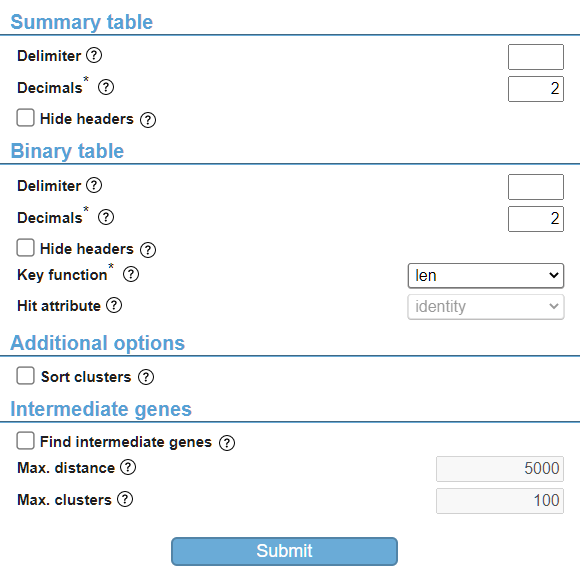 Summary table
Delimiter ?
Decimals* ? 2
Hide headers ?
Binary table
Delimiter ?
Decimals* ? 2
Hide headers ?
Key function* ? len
Hit attribute ? identity
Additional options
Sort clusters ?
Intermediate genes
Find intermediate genes ?
Max. distance ? 5000
Max. clusters ? 100
Submit